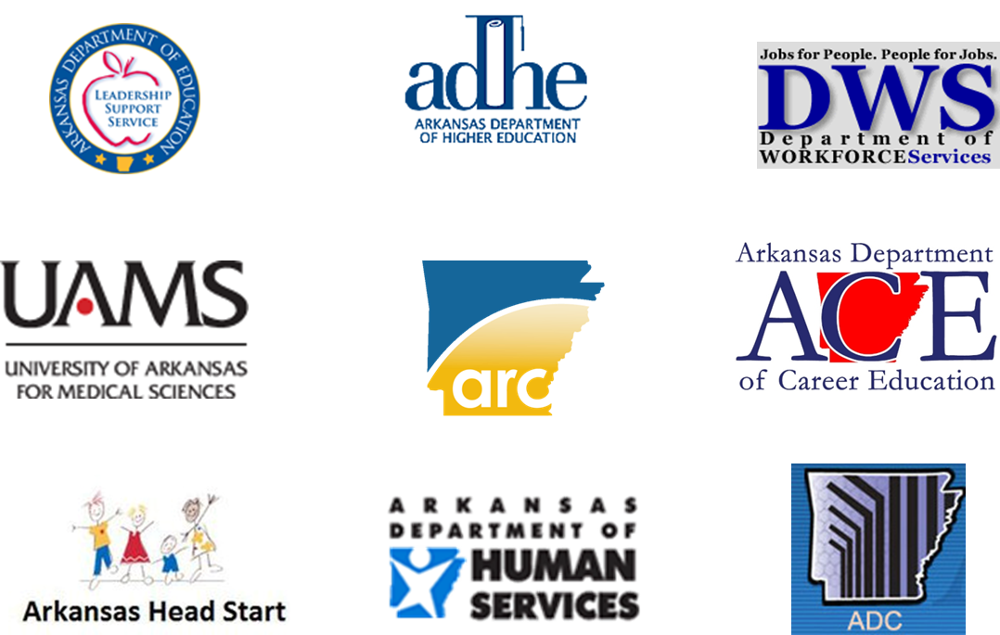 ARKANSAS DEPARTMENT OF EDUCATION
LEADERSHIP
SUPPORT
SERVICE
adhe
ARKANSAS DEPARTMENT
OF HIGHER EDUCATION
Jobs for People. People for Jobs.
DWS
Department of
WORKFORCEServices
UAMS
UNIVERSITY OF ARKANSAS
FOR MEDICAL SCIENCES
arc
Arkansas Department
ACE
of Career Education
Arkansas Head Start
ARKANSAS
DEPARTMENT OF
HUMAN
SERVICES
ADC